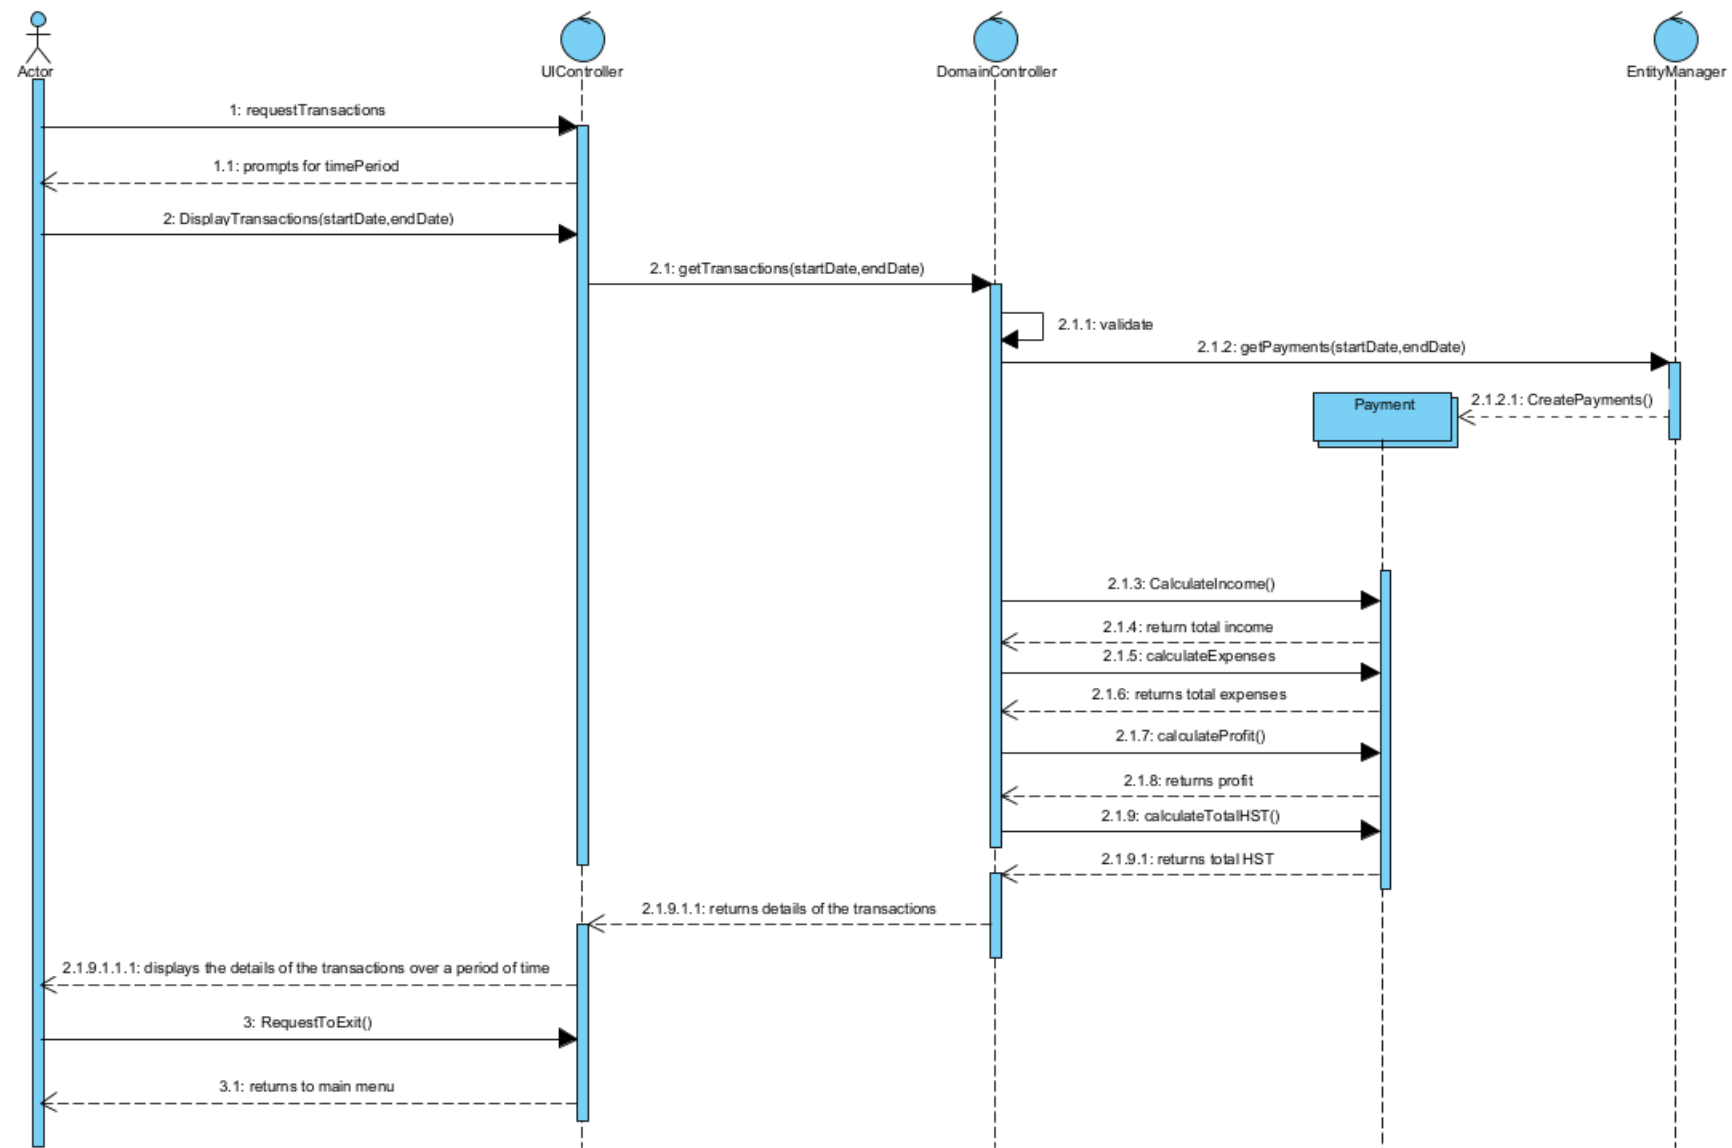 Actor
UIController
DomainController
EntityManager
1: requestTransactions
1.1: prompts for timePeriod
2: DisplayTransactions(startDate,endDate)
2.1: getTransactions(startDate,endDate)
2.1.1: validate
2.1.2: getPayments(startDate,endDate)
Payment
2.1.2.1: CreatePayments()
2.1.3: CalculateIncome()
2.1.4: return total income
2.1.5: calculateExpenses
2.1.6: returns total expenses
2.1.7: calculateProfit()
2.1.8: returns profit
2.1.9: calculateTotalHST()
2.1.9.1: returns total HST
2.1.9.1.1: returns details of the transactions
2.1.9.1.1.1: displays the details of the transactions over a period of time
3: RequestToExit()
3.1: returns to main menu